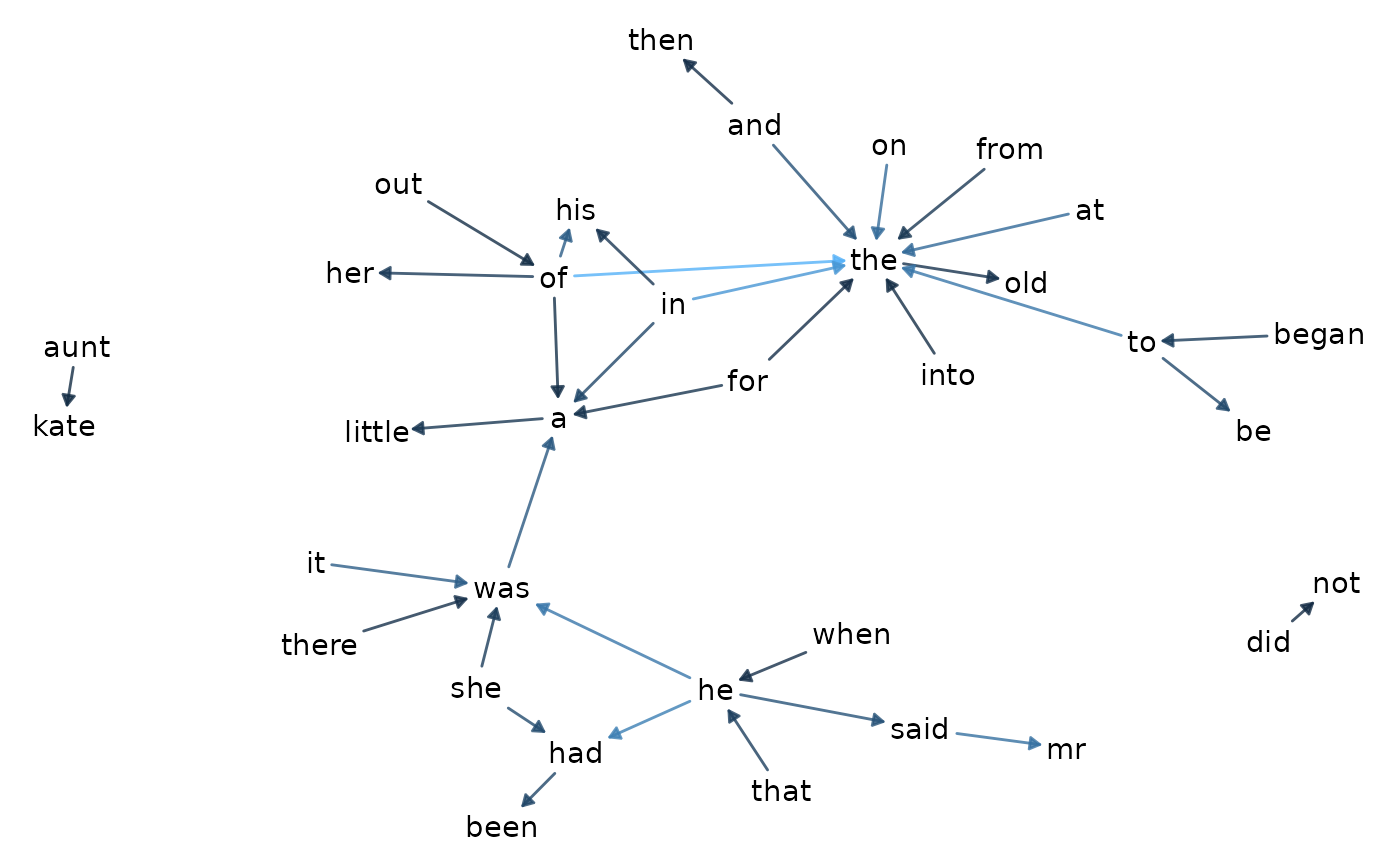 then
and
on
from
out
his
at
her
of
the
old
in
to
began
aunt
for
into
kate
little
a
be
it
was
not
there
when
did
she
he
said
had
mr
that
been